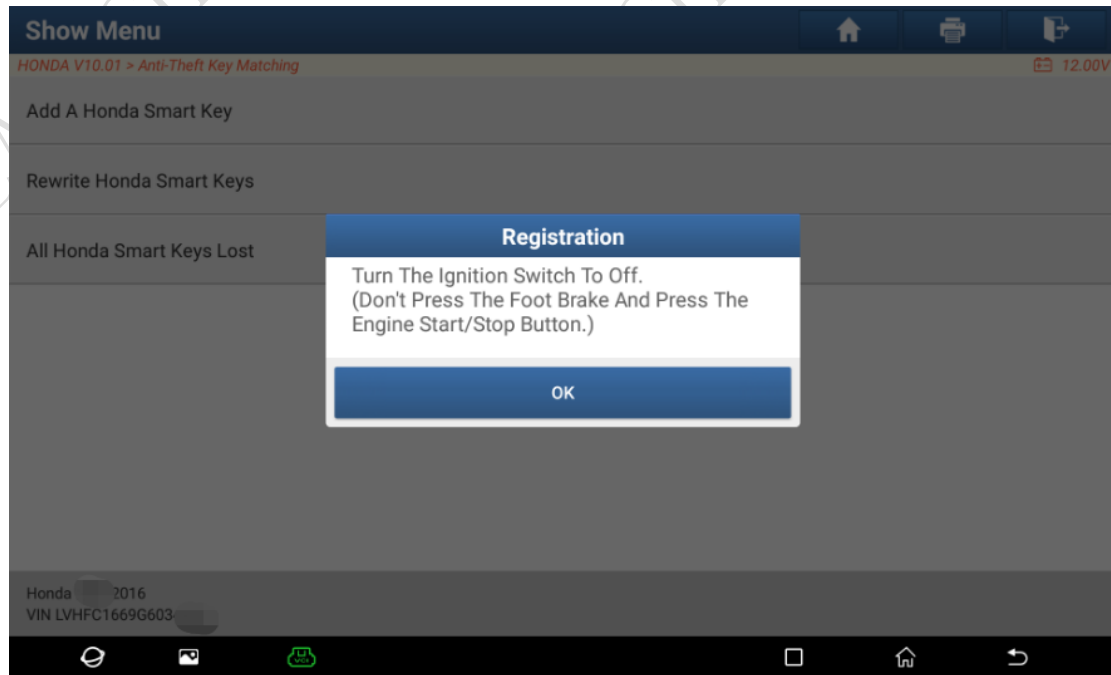 Show Menu
HONDA V10.01 > Anti-Theft Key Matching
12.00V
Add A Honda Smart Key
Rewrite Honda Smart Keys
All Honda Smart Keys Lost
Registration
Turn The Ignition Switch To Off.
(Don't Press The Foot Brake And Press The
Engine Start/Stop Button.)
OK
Honda 2016
VIN LVHFC1669G603